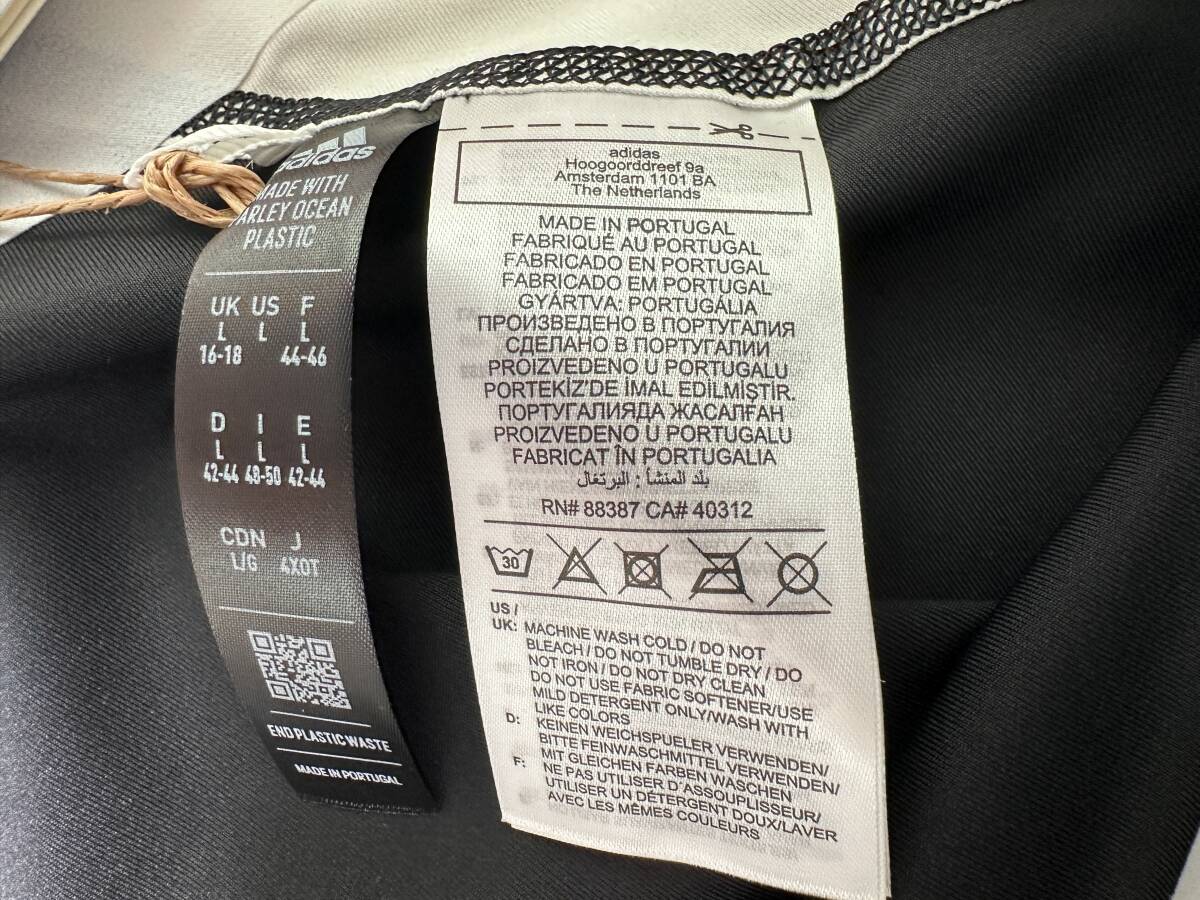 adidas
MADE WITH
PARLEY OCEAN
PLASTIC
UK US F
L L L
16-18 44-46
D I E
L L L
42-44 48-50 42-44
CDN J
L/G 4XOT
END PLASTIC WASTE
MADE IN PORTUGAL
adidas
Hoogoorddreef 9a
Amsterdam 1101 BA
The Netherlands
MADE IN PORTUGAL
FABRIQUÉ AU PORTUGAL
FABRICADO EN PORTUGAL
FABRICADO EM PORTUGAL
GYÁRTVA: PORTUGÁLIA
ПРОИЗВЕДЕНО В ПОРТУГАЛИЯ
СДЕЛАНО В ПОРТУГАЛИИ
PROIZVEDENO U PORTUGALU
PORTEKİZ'DE İMAL EDİLMİŞTİR.
ПОРТУГАЛИЯДА ЖАСАЛҒАН
PROIZVEDENO U PORTUGALU
FABRICAT ÎN PORTUGALIA
بلد المنشأ : البرتغال
RN# 88387 CA# 40312
30
US /
UK: MACHINE WASH COLD / DO NOT
BLEACH / DO NOT TUMBLE DRY / DO
NOT IRON / DO NOT DRY CLEAN
DO NOT USE FABRIC SOFTENER/USE
MILD DETERGENT ONLY/WASH WITH
LIKE COLORS
D: KEINEN WEICHSPUELER VERWENDEN/
BITTE FEINWASCHMITTEL VERWENDEN/
MIT GLEICHEN FARBEN WASCHEN
F: NE PAS UTILISER D'ASSOUPLISSEUR/
UTILISER UN DÉTERGENT DOUX/LAVER
AVEC LES MÊMES COULEURS